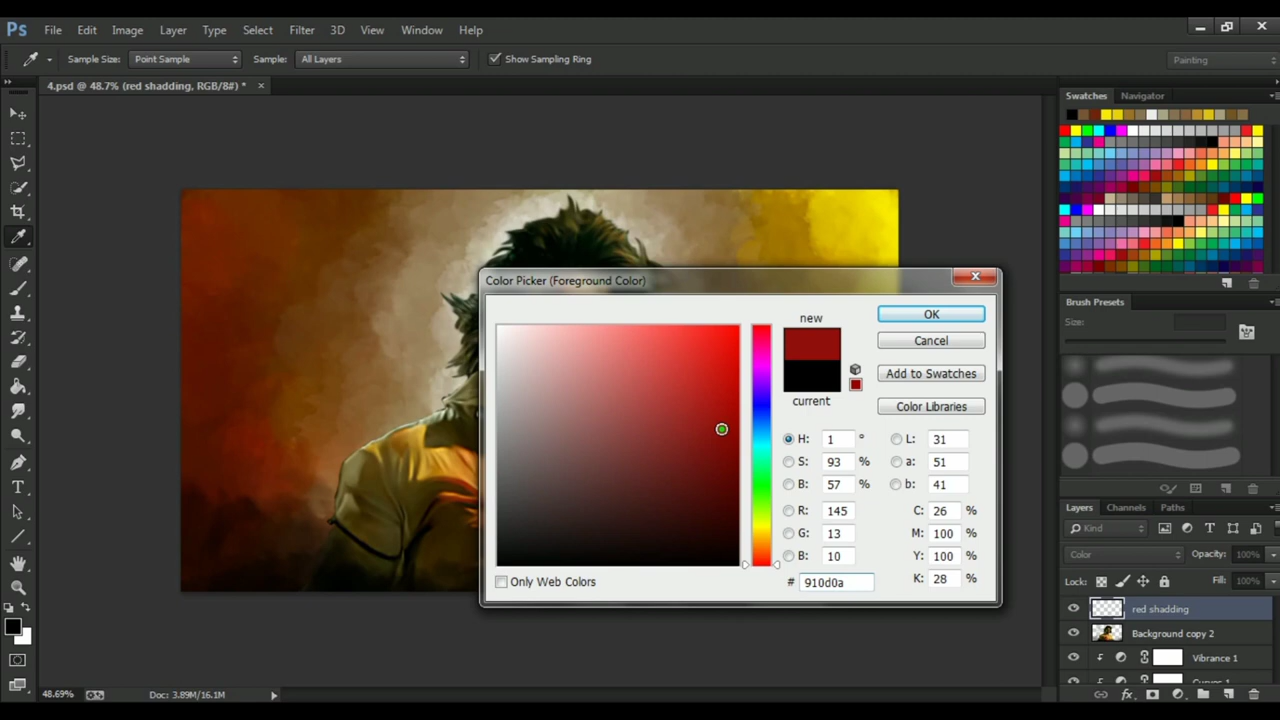 Ps File Edit Image Layer Type Select Filter 3D View Window Help
Sample Size: Point Sample Sample: All Layers Show Sampling Ring Painting
4.psd @ 48.7% (red shadding, RGB/8#) * ×
Swatches Navigator
Color Picker (Foreground Color)
new
OK
Cancel
Add to Swatches
current
Color Libraries
H: 1 ° L: 31
S: 93 % a: 51
B: 57 % b: 41
R: 145 C: 26 %
G: 13 M: 100 %
B: 10 Y: 100 %
# 910d0a K: 28 %
Only Web Colors
Brush Presets
Size:
Layers Channels Paths
Kind
Color Opacity: 100%
Lock: Fill: 100%
red shadding
Background copy 2
Vibrance 1
Curves 1
48.69% Doc: 3.89M/16.1M